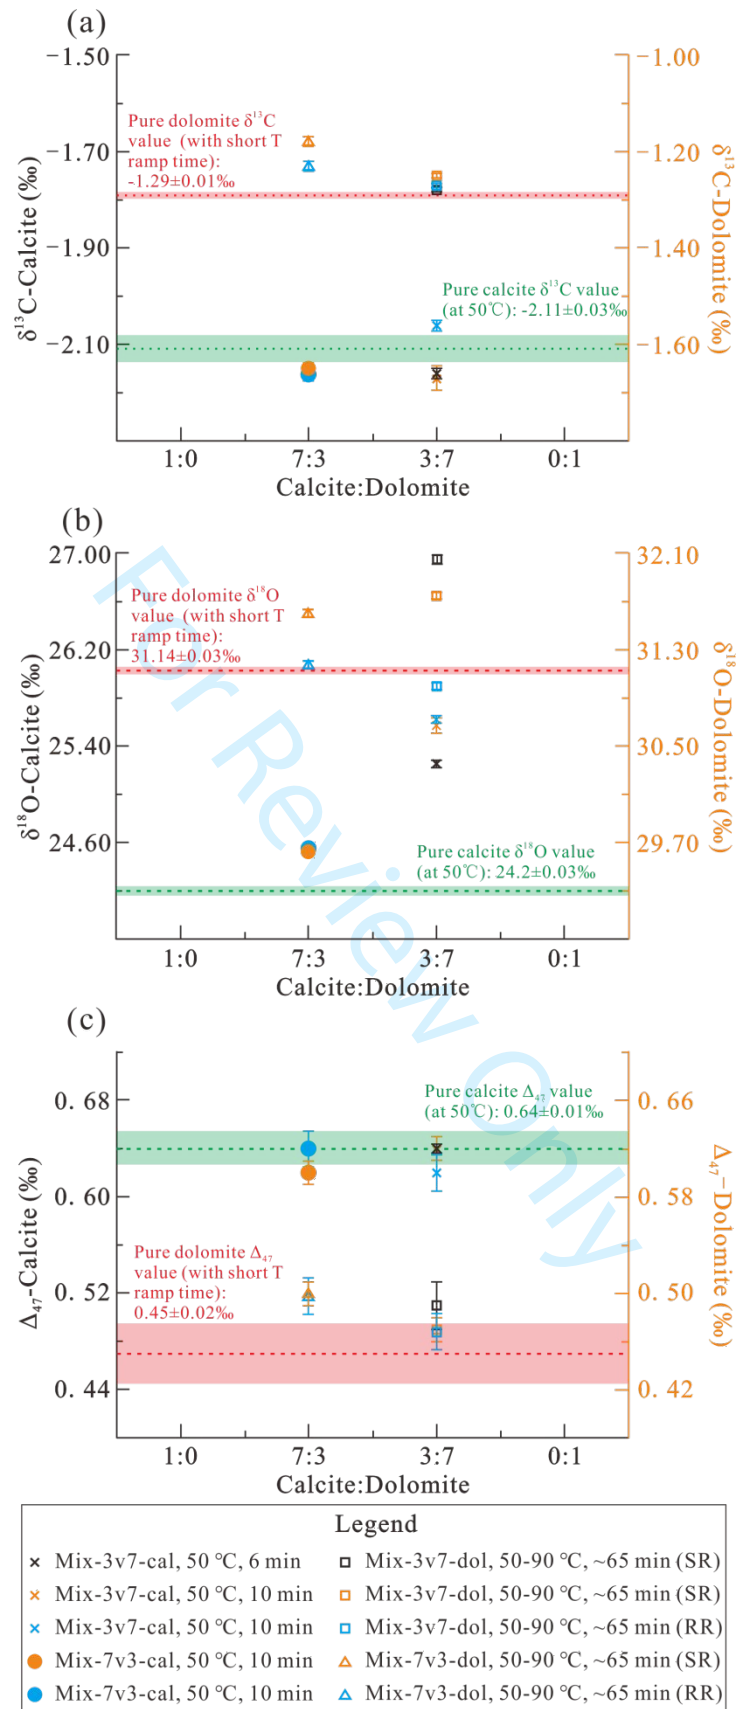 (a)
−1.50
−1.70
−1.90
−2.10
δ¹³C-Calcite (‰)
−1.00
−1.20
−1.40
−1.60
δ¹³C-Dolomite (‰)
Pure dolomite δ¹³C
value (with short T
ramp time):
-1.29±0.01‰
Pure calcite δ¹³C value
(at 50℃): -2.11±0.03‰
1:0 7:3 3:7 0:1
Calcite:Dolomite
(b)
27.00
26.20
25.40
24.60
δ¹⁸O-Calcite (‰)
32.10
31.30
30.50
29.70
δ¹⁸O-Dolomite (‰)
Pure dolomite δ¹⁸O
value (with short T
ramp time):
31.14±0.03‰
Pure calcite δ¹⁸O value
(at 50℃): 24.2±0.03‰
1:0 7:3 3:7 0:1
Calcite:Dolomite
For Review Only
(c)
0.68
0.60
0.52
0.44
Δ₄₇-Calcite (‰)
0.66
0.58
0.50
0.42
Δ₄₇−Dolomite (‰)
Pure calcite Δ₄₇ value
(at 50℃): 0.64±0.01‰
Pure dolomite Δ₄₇
value (with short T
ramp time):
0.45±0.02‰
1:0 7:3 3:7 0:1
Calcite:Dolomite
Legend
Mix-3v7-cal, 50 ℃, 6 min
Mix-3v7-cal, 50 ℃, 10 min
Mix-3v7-cal, 50 ℃, 10 min
Mix-7v3-cal, 50 ℃, 10 min
Mix-7v3-cal, 50 ℃, 10 min
Mix-3v7-dol, 50-90 ℃, ~65 min (SR)
Mix-3v7-dol, 50-90 ℃, ~65 min (SR)
Mix-3v7-dol, 50-90 ℃, ~65 min (RR)
Mix-7v3-dol, 50-90 ℃, ~65 min (SR)
Mix-7v3-dol, 50-90 ℃, ~65 min (RR)